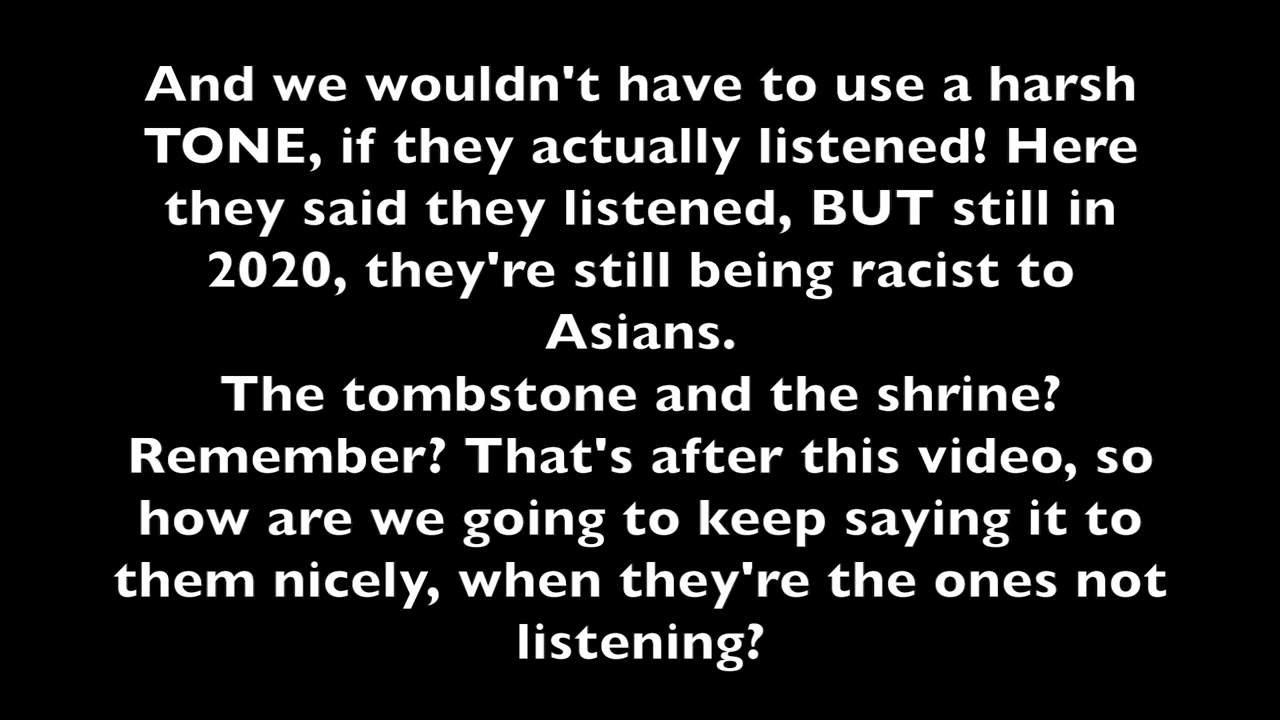 And we wouldn't have to use a harsh
TONE, if they actually listened! Here
they said they listened, BUT still in
2020, they're still being racist to
Asians.
The tombstone and the shrine?
Remember? That's after this video, so
how are we going to keep saying it to
them nicely, when they're the ones not
listening?